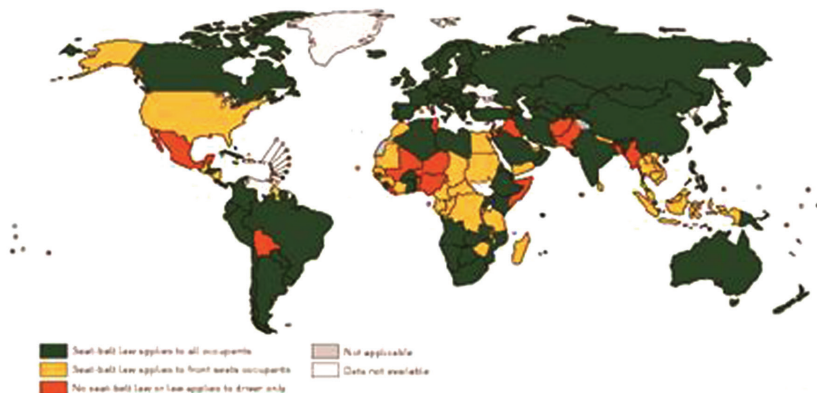 Seat-belt law applies to all occupants
Seat-belt law applies to front seats occupants
No seat-belt law or law applies to driver only
Not applicable
Data not available